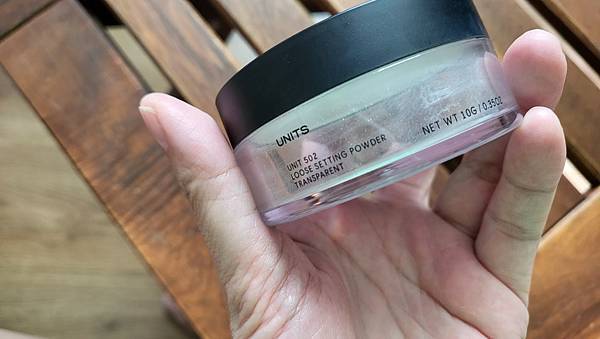 UNITS
UNIT 502
LOOSE SETTING POWDER
TRANSPARENT
NET WT 10G / 0.35OZ